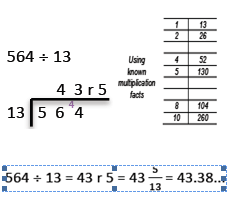 564 ÷ 13
4 3 r 5
13 5 6 4 4
Using
known
multiplication
facts
1 13
2 26
4 52
5 130
8 104
10 260
564 ÷ 13 = 43 r 5 = 43 5/13 = 43.38..